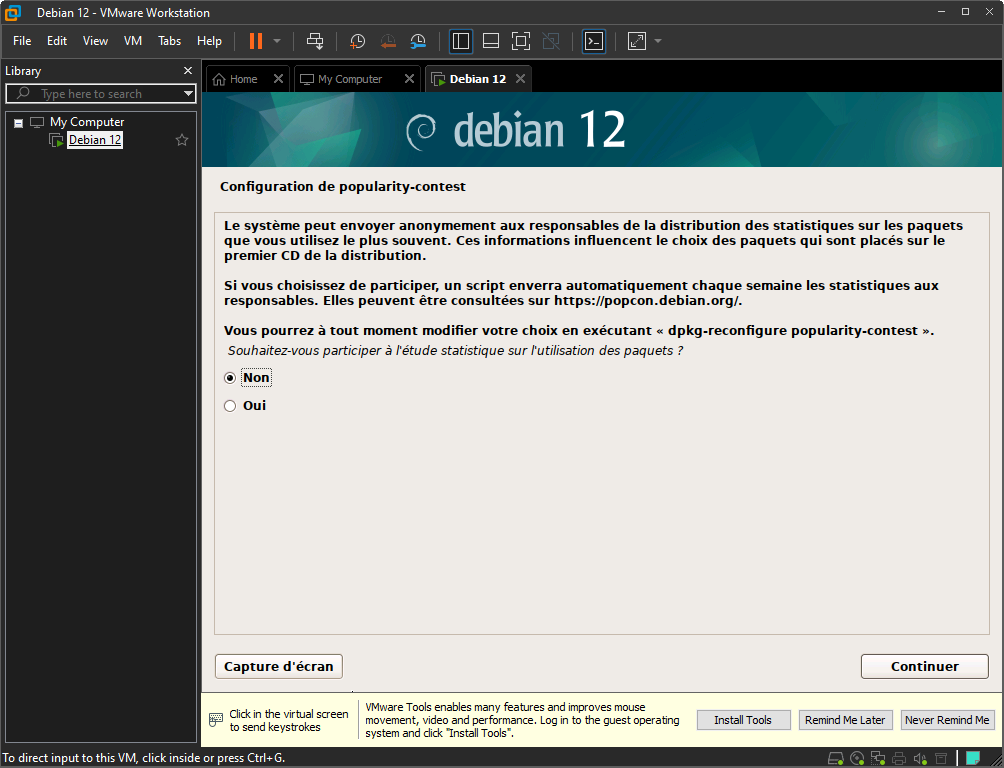 Debian 12 - VMware Workstation
File Edit View VM Tabs Help
Library
Type here to search
My Computer
Debian 12
Home
My Computer
Debian 12
debian 12
Configuration de popularity-contest
Le système peut envoyer anonymement aux responsables de la distribution des statistiques sur les paquets
que vous utilisez le plus souvent. Ces informations influencent le choix des paquets qui sont placés sur le
premier CD de la distribution.
Si vous choisissez de participer, un script enverra automatiquement chaque semaine les statistiques aux
responsables. Elles peuvent être consultées sur https://popcon.debian.org/.
Vous pourrez à tout moment modifier votre choix en exécutant « dpkg-reconfigure popularity-contest ».
Souhaitez-vous participer à l'étude statistique sur l'utilisation des paquets ?
Non
Oui
Capture d'écran
Continuer
Click in the virtual screen
to send keystrokes
VMware Tools enables many features and improves mouse
movement, video and performance. Log in to the guest operating
system and click "Install Tools".
Install Tools
Remind Me Later
Never Remind Me
To direct input to this VM, click inside or press Ctrl+G.